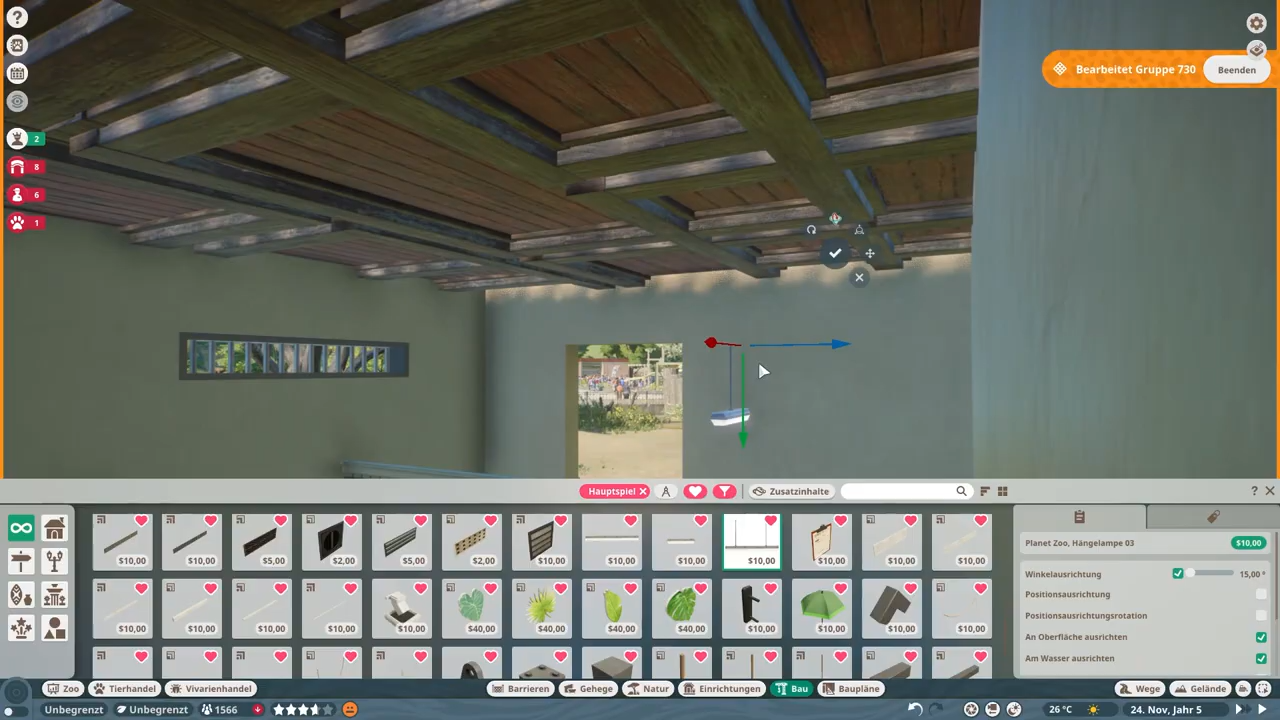 ?
Bearbeitet Gruppe 730 Beenden
2
8
6
1
Hauptspiel Zusatzinhalte ?
$10,00 $10,00 $5,00 $2,00 $5,00 $2,00 $10,00 $10,00 $10,00 $10,00 $10,00 $10,00 $10,00
$10,00 $10,00 $10,00 $10,00 $10,00 $40,00 $40,00 $40,00 $40,00 $10,00 $10,00 $10,00 $10,00
Planet Zoo, Hängelampe 03 $10,00
Winkelausrichtung 15,00°
Positionsausrichtung
Positionsausrichtungsrotation
An Oberfläche ausrichten
Am Wasser ausrichten
Zoo Tierhandel Vivarienhandel Barrieren Gehege Natur Einrichtungen Bau Baupläne Wege Gelände
Unbegrenzt Unbegrenzt 1566 26 °C 24. Nov, Jahr 5